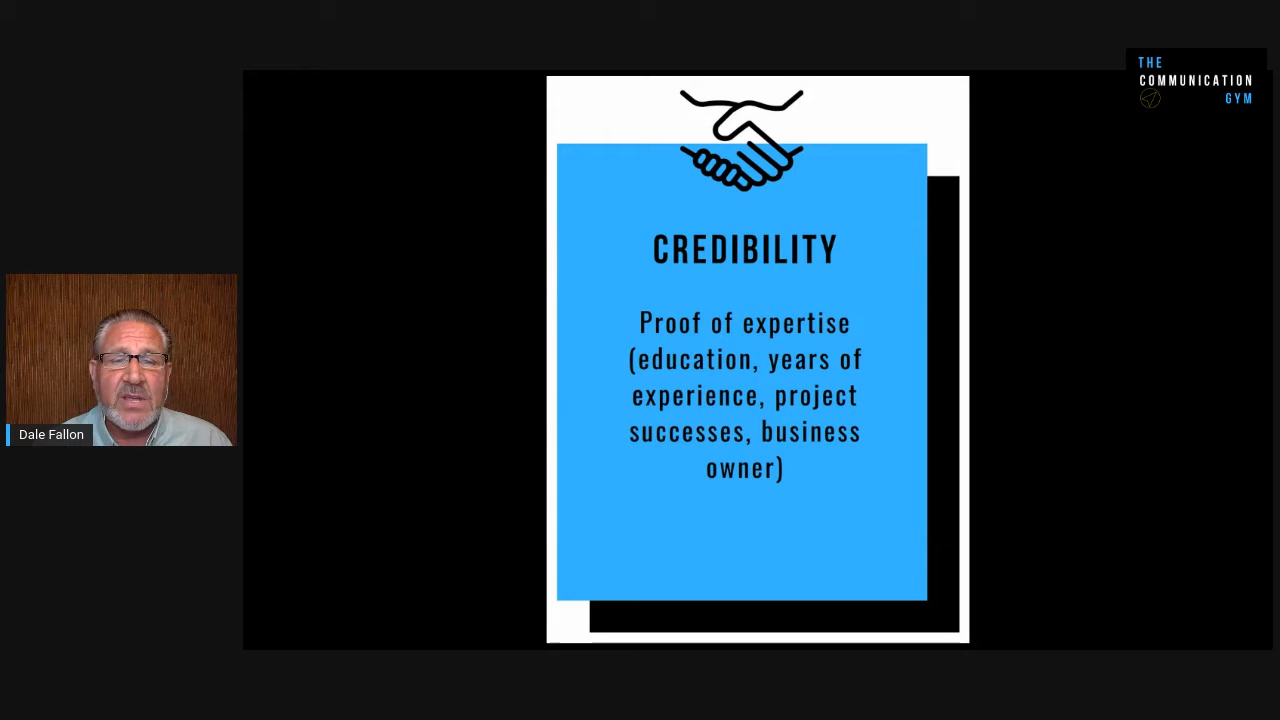 THE
COMMUNICATION
GYM
CREDIBILITY
Proof of expertise
(education, years of
experience, project
successes, business
owner)
Dale Fallon